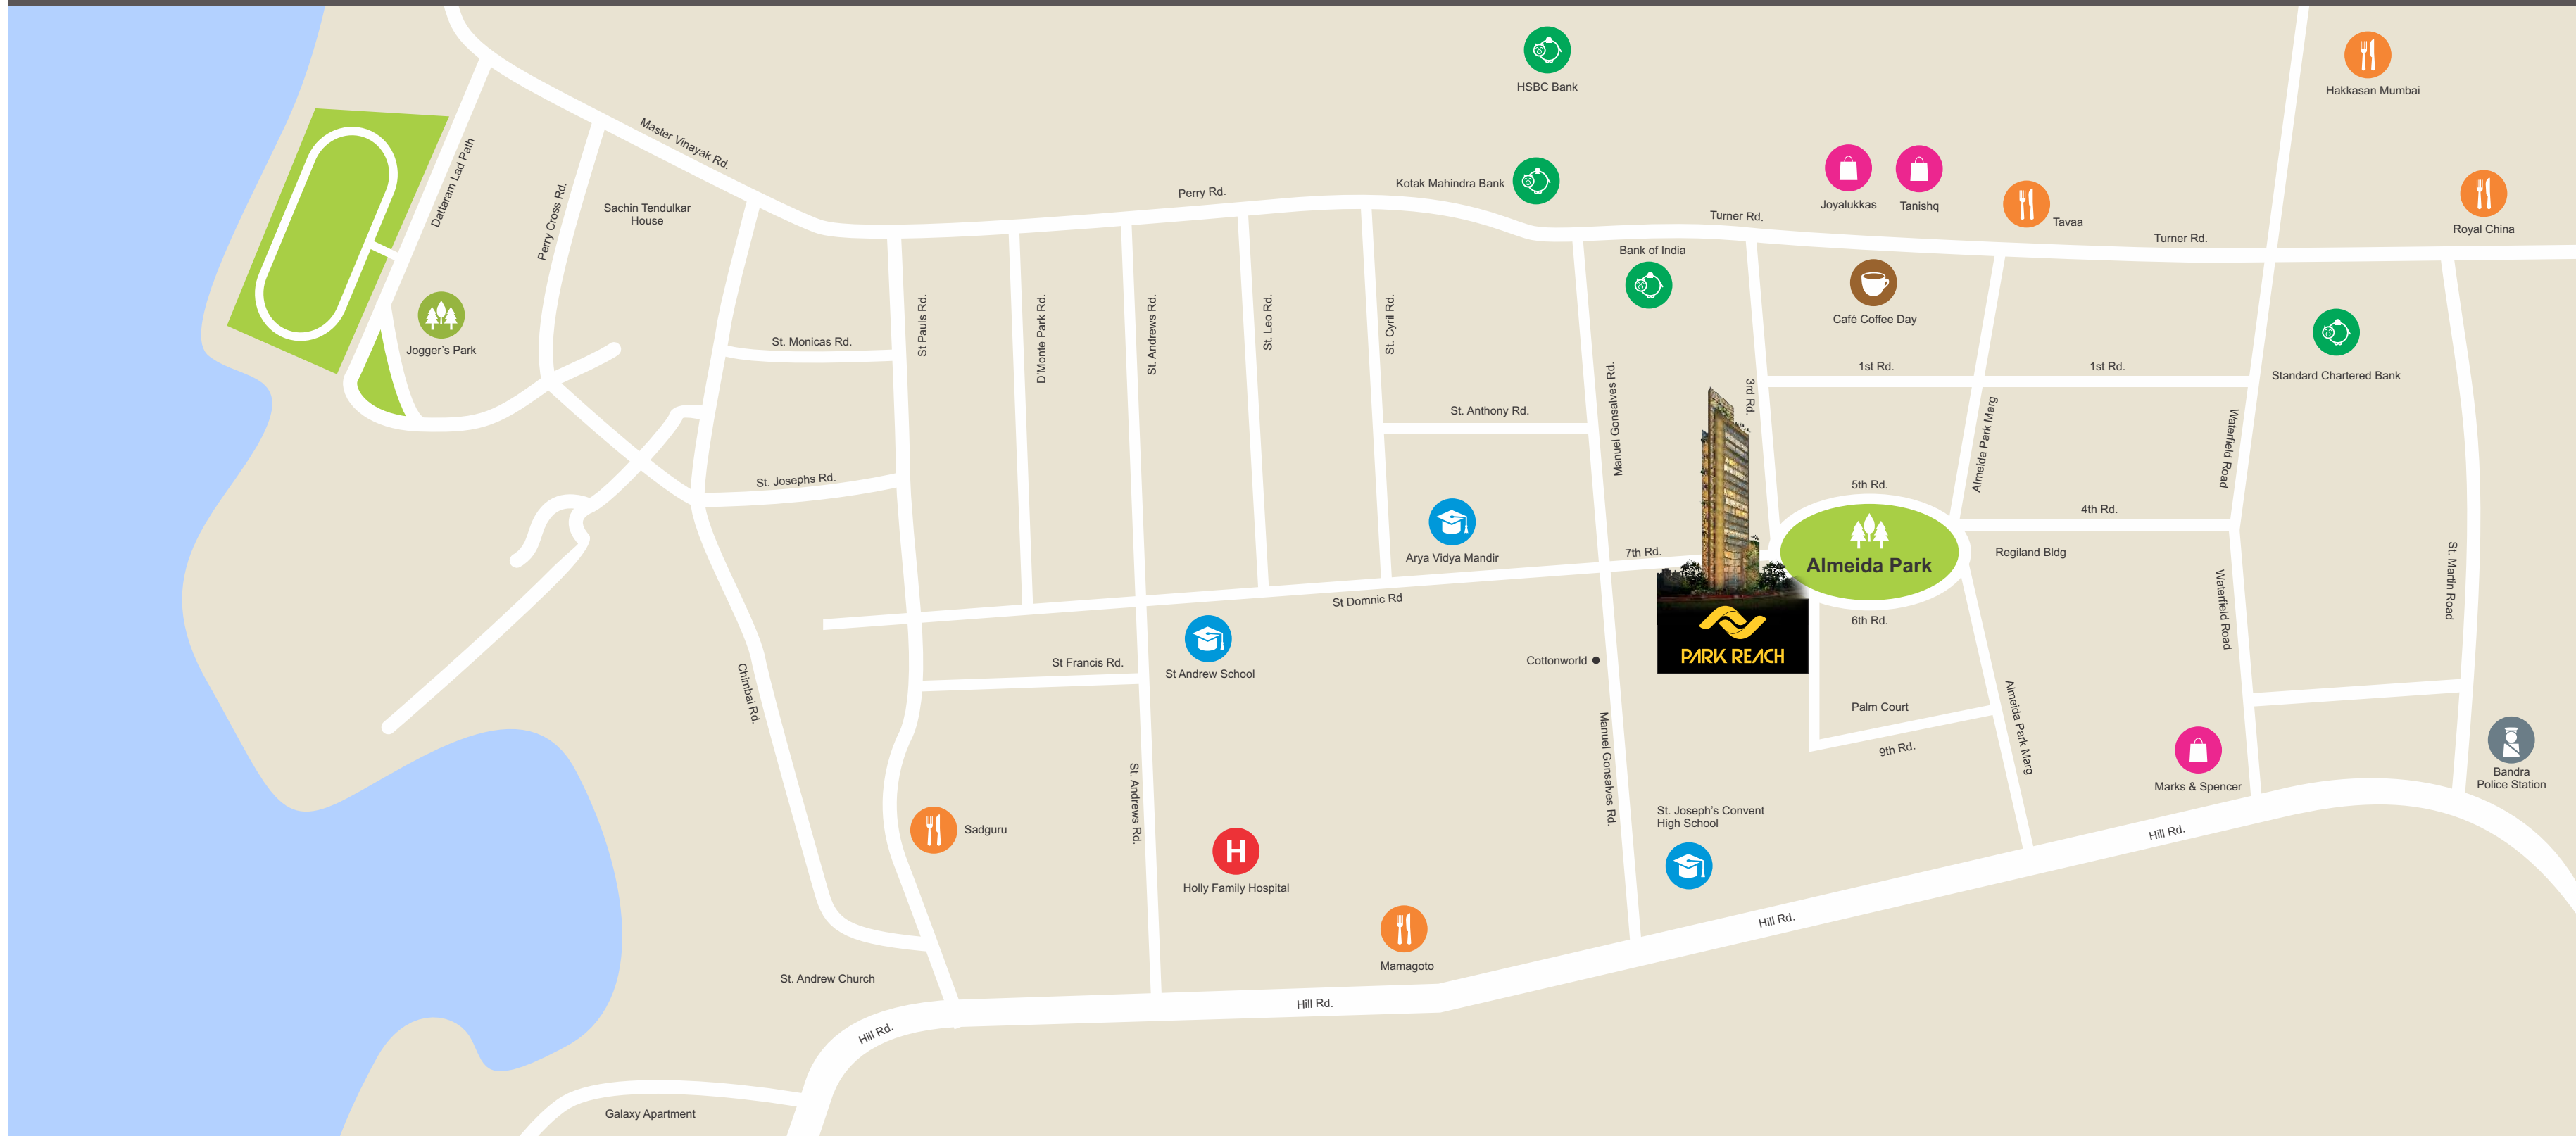 HSBC Bank
Hakkasan Mumbai
Master Vinayak Rd.
Dattaram Lad Path
Perry Cross Rd.
Sachin Tendulkar
House
Perry Rd.
Kotak Mahindra Bank
Turner Rd.
Joyalukkas
Tanishq
Tavaa
Turner Rd.
Royal China
Bank of India
Café Coffee Day
Jogger's Park
St. Monicas Rd.
St Pauls Rd.
D'Monte Park Rd.
St. Andrews Rd.
St. Leo Rd.
St. Cyril Rd.
Manuel Gonsalves Rd.
3rd Rd.
1st Rd.
1st Rd.
Standard Chartered Bank
St. Anthony Rd.
Almeida Park Marg
Waterfield Road
St. Josephs Rd.
5th Rd.
4th Rd.
Arya Vidya Mandir
7th Rd.
Almeida Park
Regiland Bldg
St Domnic Rd
6th Rd.
Waterfield Road
St. Martin Road
St Francis Rd.
St Andrew School
Cottonworld
PARK REACH
Chimbai Rd.
Palm Court
9th Rd.
Almeida Park Marg
Manuel Gonsalves Rd.
St. Andrews Rd.
Marks & Spencer
Bandra
Police Station
Sadguru
St. Joseph's Convent
High School
Hill Rd.
H
Holly Family Hospital
Hill Rd.
Mamagoto
St. Andrew Church
Hill Rd.
Hill Rd.
Galaxy Apartment